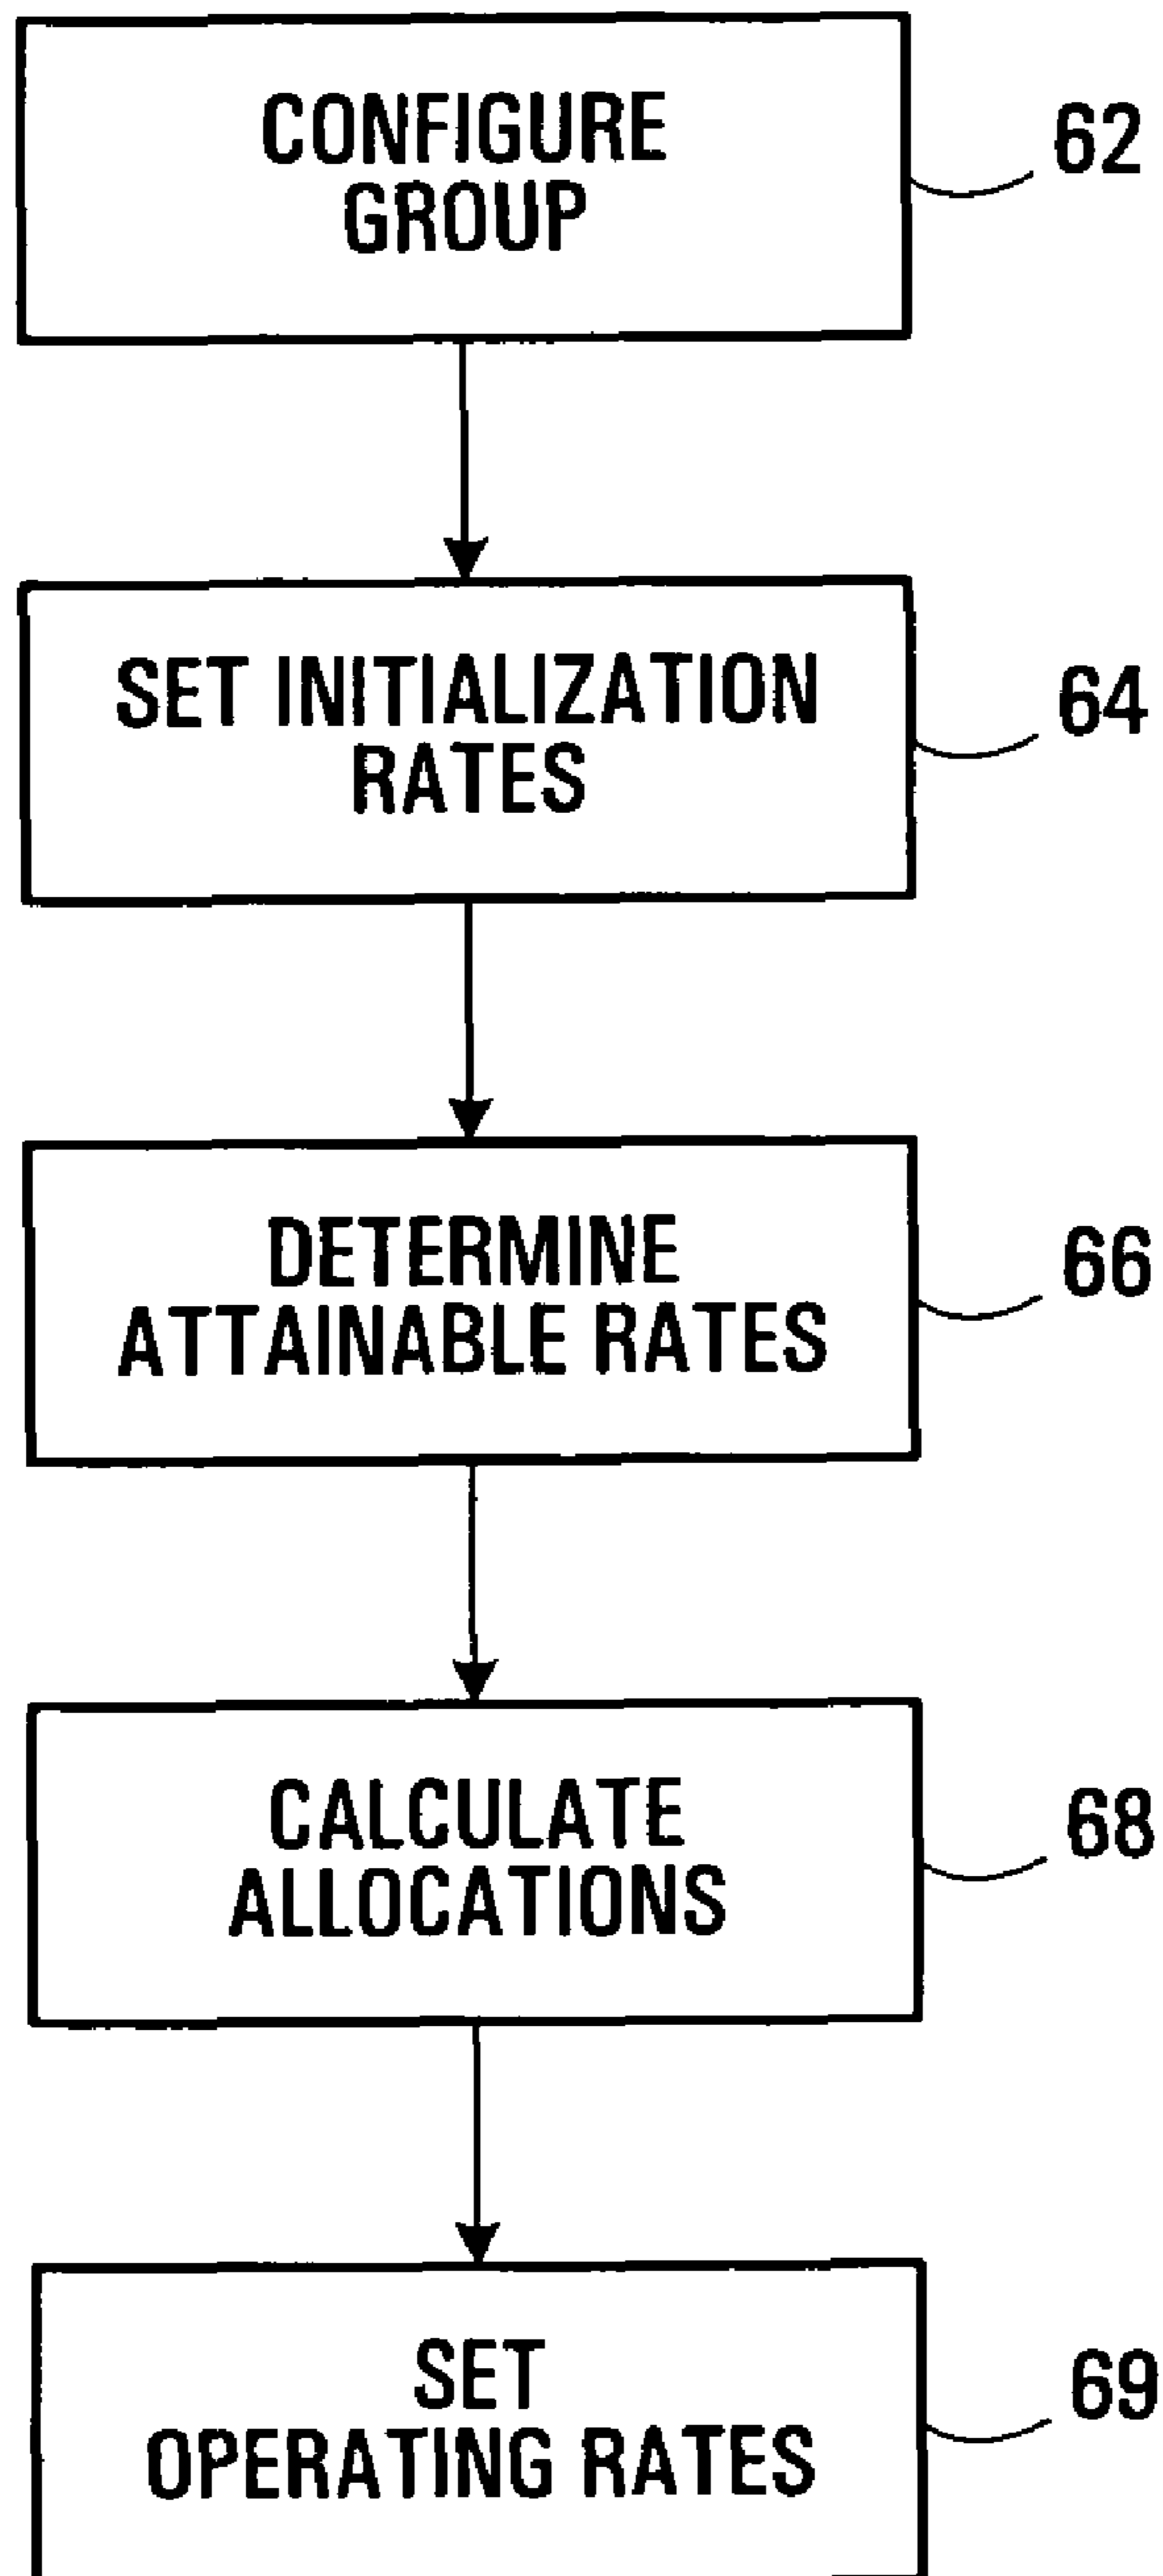 CONFIGURE
GROUP
62
SET INITIALIZATION
RATES
64
DETERMINE
ATTAINABLE RATES
66
CALCULATE
ALLOCATIONS
68
SET
OPERATING RATES
69